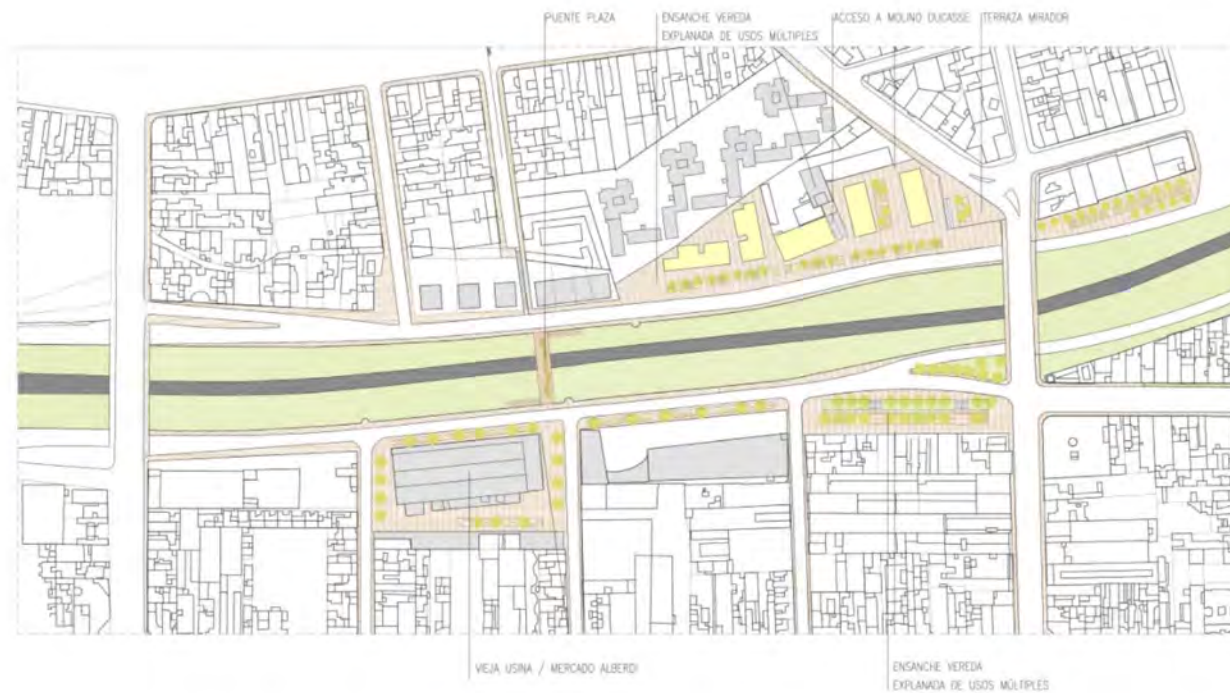 PUENTE PLAZA
ENSANCHE VEREDA
EXPLANADA DE USOS MÚLTIPLES
ACCESO A MOLINO DUCASSE
TERRAZA MIRADOR
VIEJA USINA / MERCADO ALBERDI
ENSANCHE VEREDA
EXPLANADA DE USOS MÚLTIPLES